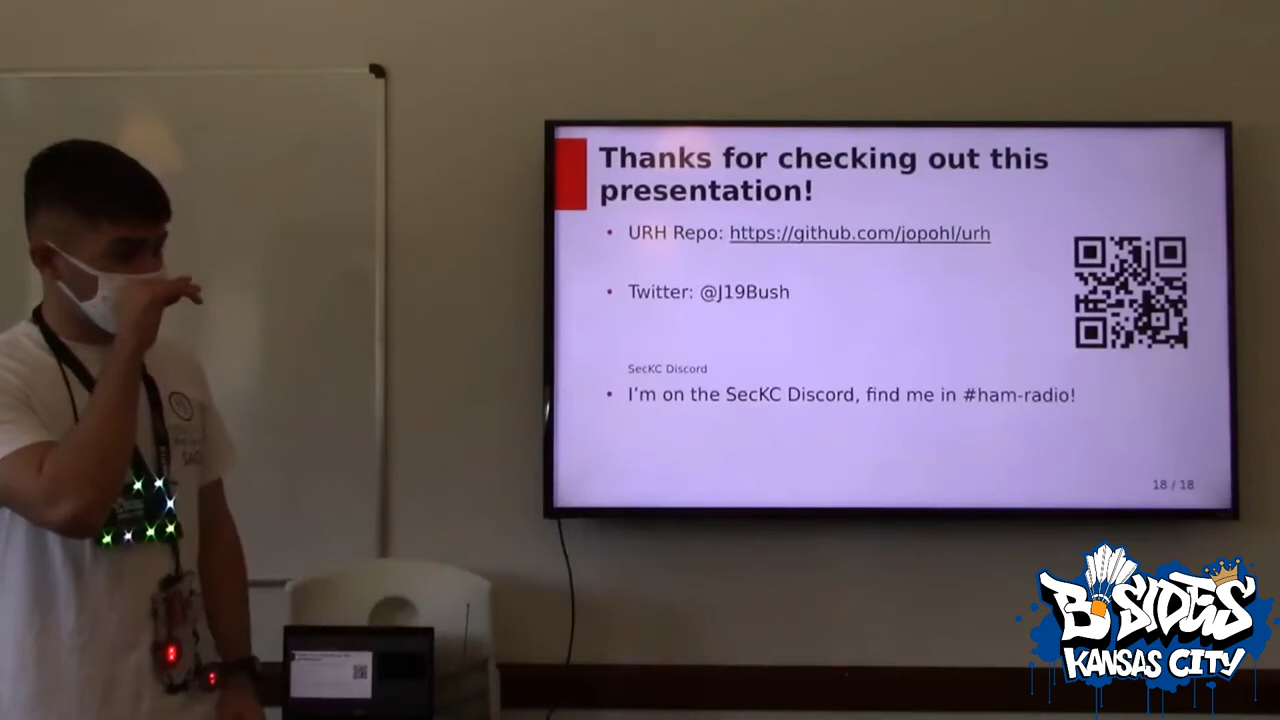 Thanks for checking out this
presentation!
• URH Repo: https://github.com/jopohl/urh
• Twitter: @J19Bush
SecKC Discord
• I'm on the SecKC Discord, find me in #ham-radio!
18 / 18
BSIDES
KANSAS CITY